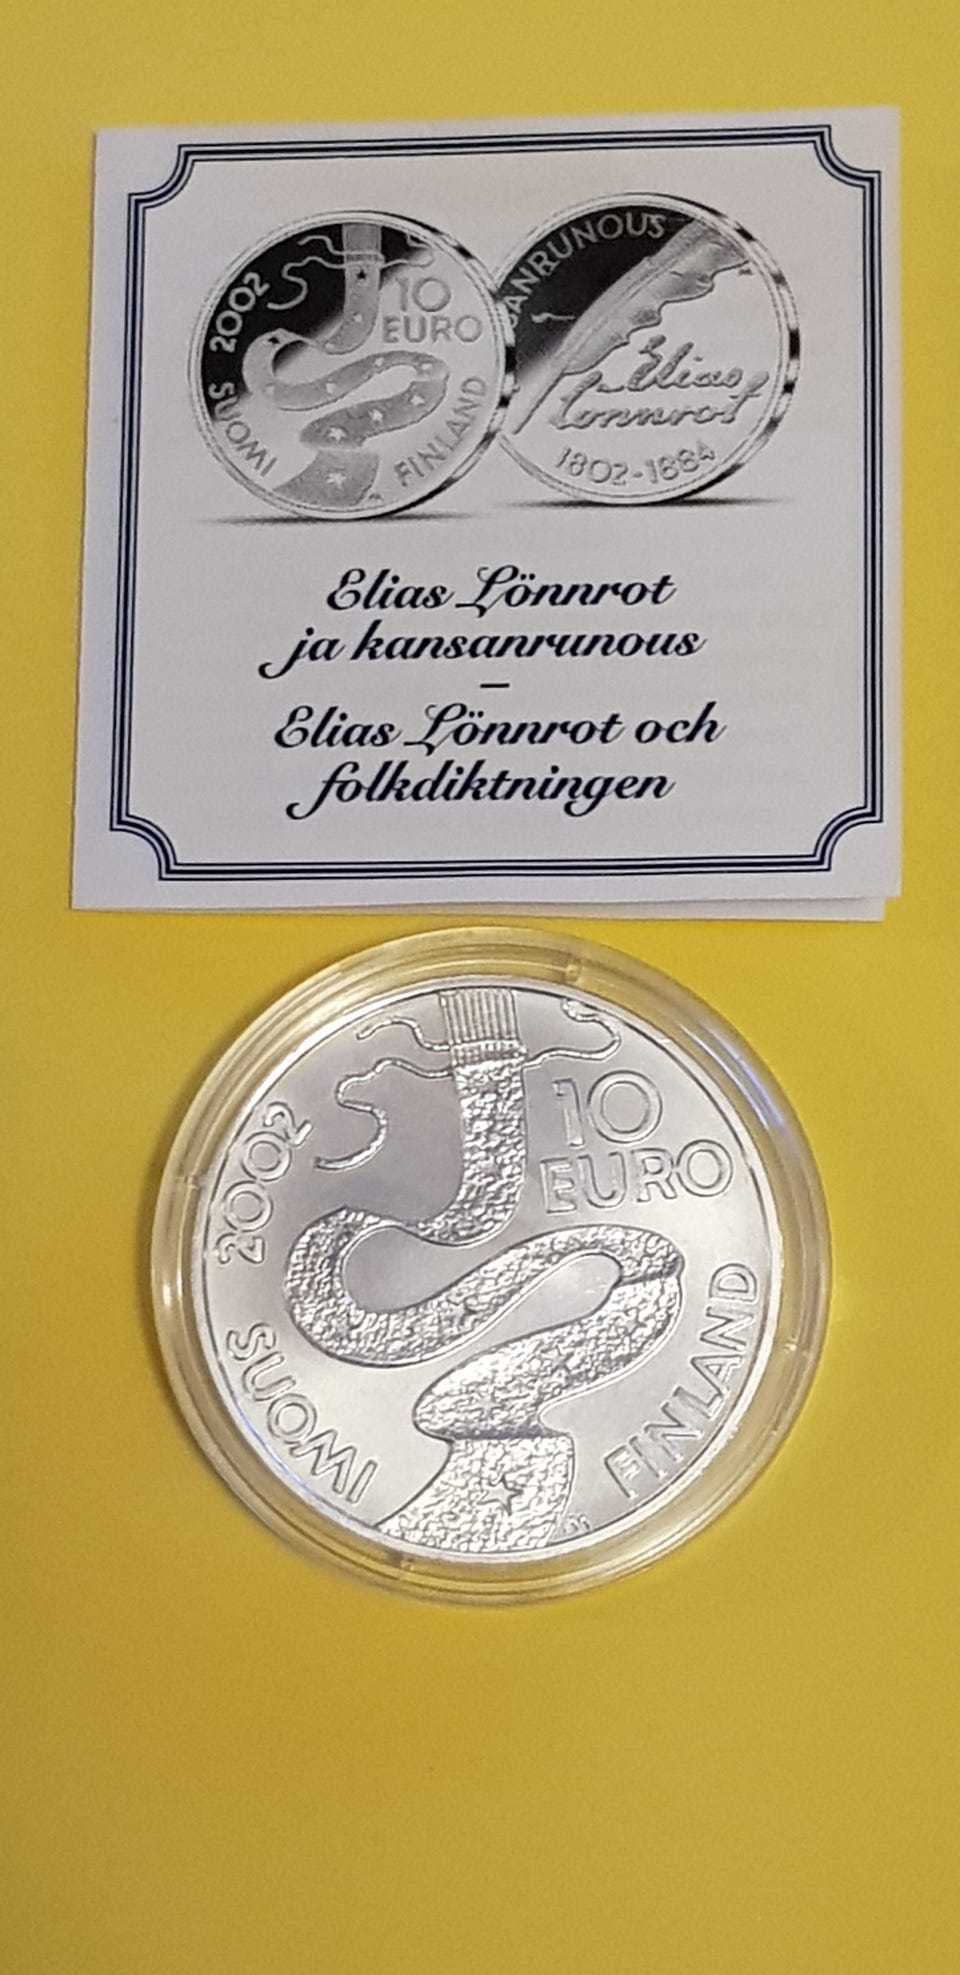 SUOMI 2002
10
EURO
FINLAND
KANSANRUNOUS
Elias
Lönnrot
1802-1884
Elias Lönnrot
ja kansanrunous
–
Elias Lönnrot och
folkdiktningen
SUOMI 2002
10
EURO
FINLAND